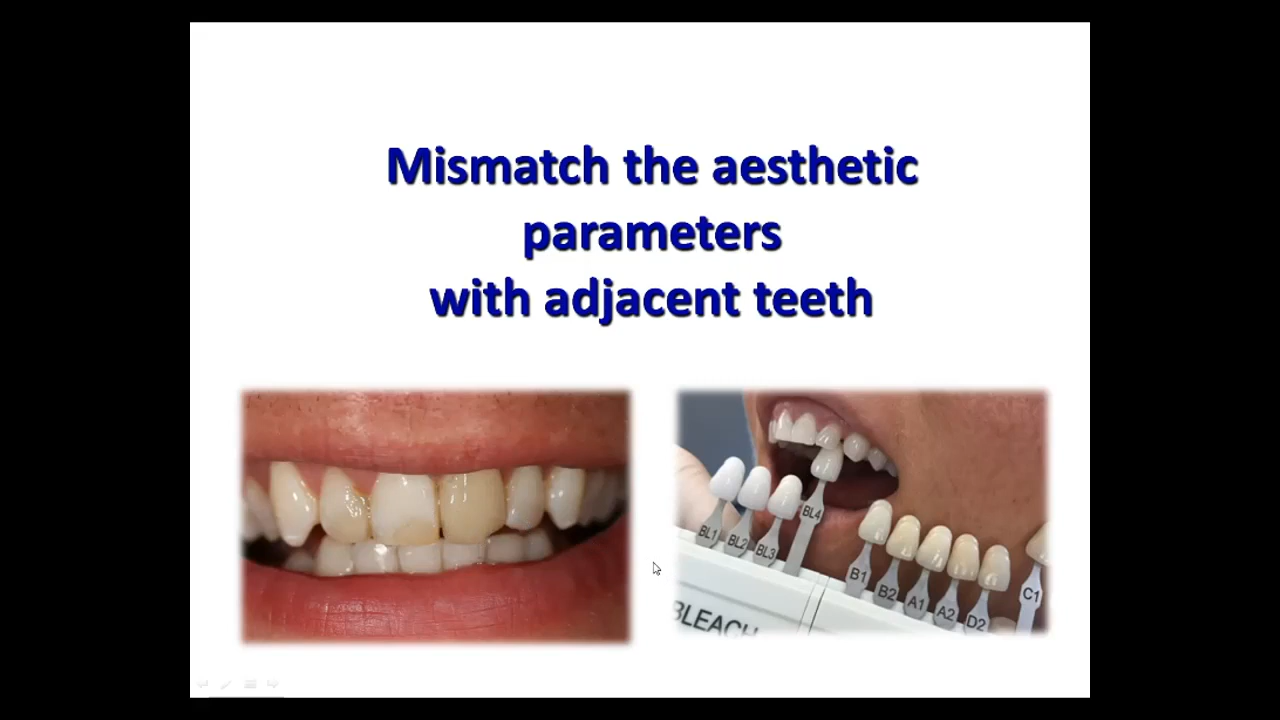 Mismatch the aesthetic
parameters
with adjacent teeth
BL1
BL2
BL3
BL4
B1
B2
A1
A2
D2
C1
BLEACH